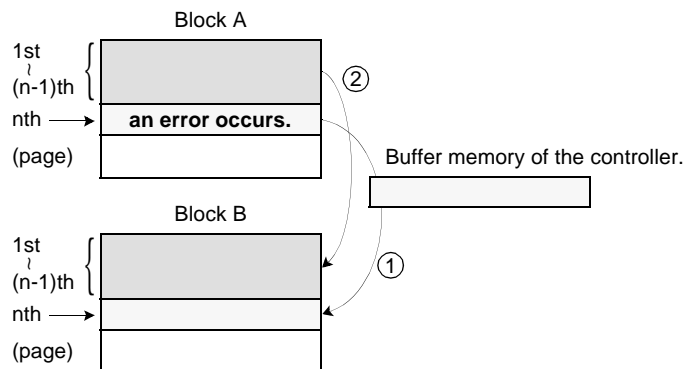 Block A
1st
~
(n-1)th
②
nth
an error occurs.
(page)
Buffer memory of the controller.
Block B
1st
~
(n-1)th
①
nth
(page)